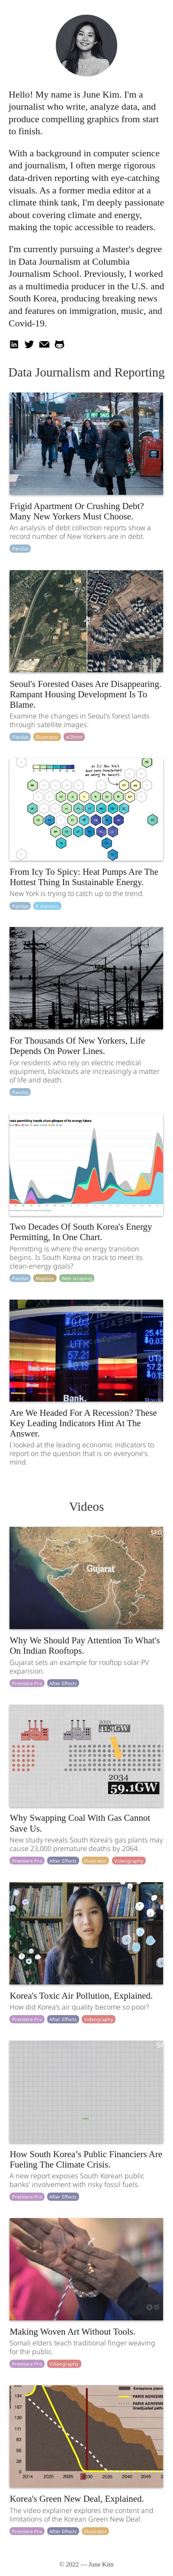 Hello! My name is June Kim. I'm a
journalist who write, analyze data, and
produce compelling graphics from start
to finish.
With a background in computer science
and journalism, I often merge rigorous
data-driven reporting with eye-catching
visuals. As a former media editor at a
climate think tank, I'm deeply passionate
about covering climate and energy,
making the topic accessible to readers.
I'm currently pursuing a Master's degree
in Data Journalism at Columbia
Journalism School. Previously, I worked
as a multimedia producer in the U.S. and
South Korea, producing breaking news
and features on immigration, music, and
Covid-19.
Data Journalism and Reporting
Frigid Apartment Or Crushing Debt?
Many New Yorkers Must Choose.
An analysis of debt collection reports show a
record number of New Yorkers are in debt.
Pandas
Seoul's Forested Oases Are Disappearing.
Rampant Housing Development Is To
Blame.
Examine the changes in Seoul's forest lands
through satellite images.
Pandas Illustrator ai2html
From Icy To Spicy: Heat Pumps Are The
Hottest Thing In Sustainable Energy.
New York is trying to catch up to the trend.
Pandas
For Thousands Of New Yorkers, Life
Depends On Power Lines.
For residents who rely on electric medical
equipment, blackouts are increasingly a matter
of life and death.
Pandas
Two Decades Of South Korea's Energy
Permitting, In One Chart.
Permitting is where the energy transition
begins. Is South Korea on track to meet its
clean-energy goals?
Pandas Web scraping
UTX
57.21
Bank.
Are We Headed For A Recession? These
Key Leading Indicators Hint At The
Answer.
I looked at the leading economic indicators to
report on the question that is on everyone's
mind.
Videos
Gujarat
Why We Should Pay Attention To What's
On Indian Rooftops.
Gujarat sets an example for rooftop solar PV
expansion.
Premiere Pro After Effects
2021
41.3GW
2034
59.1GW
Why Swapping Coal With Gas Cannot
Save Us.
New study reveals South Korea's gas plants may
cause 23,000 premature deaths by 2064.
Premiere Pro After Effects Illustrator Videography
Korea's Toxic Air Pollution, Explained.
How did Korea's air quality become so poor?
Premiere Pro After Effects Videography
How South Korea’s Public Financiers Are
Fueling The Climate Crisis.
A new report exposes South Korean public
banks' involvement with risky fossil fuels.
Premiere Pro After Effects
Making Woven Art Without Tools.
Somali elders teach traditional finger weaving
for the public.
Premiere Pro Videography
Korea's Green New Deal, Explained.
The video explainer explores the content and
limitations of the Korean Green New Deal.
Premiere Pro After Effects Illustrator
© 2022 — June Kim